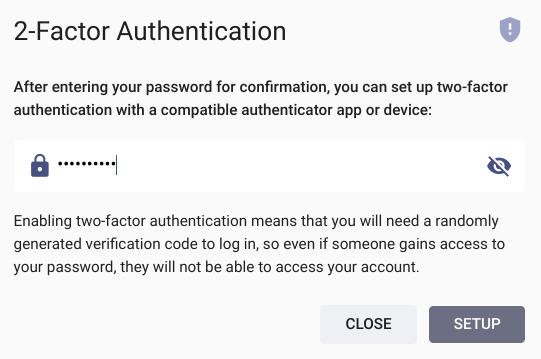 2-Factor Authentication
After entering your password for confirmation, you can set up two-factor
authentication with a compatible authenticator app or device:
••••••••••
Enabling two-factor authentication means that you will need a randomly
generated verification code to log in, so even if someone gains access to
your password, they will not be able to access your account.
CLOSE SETUP